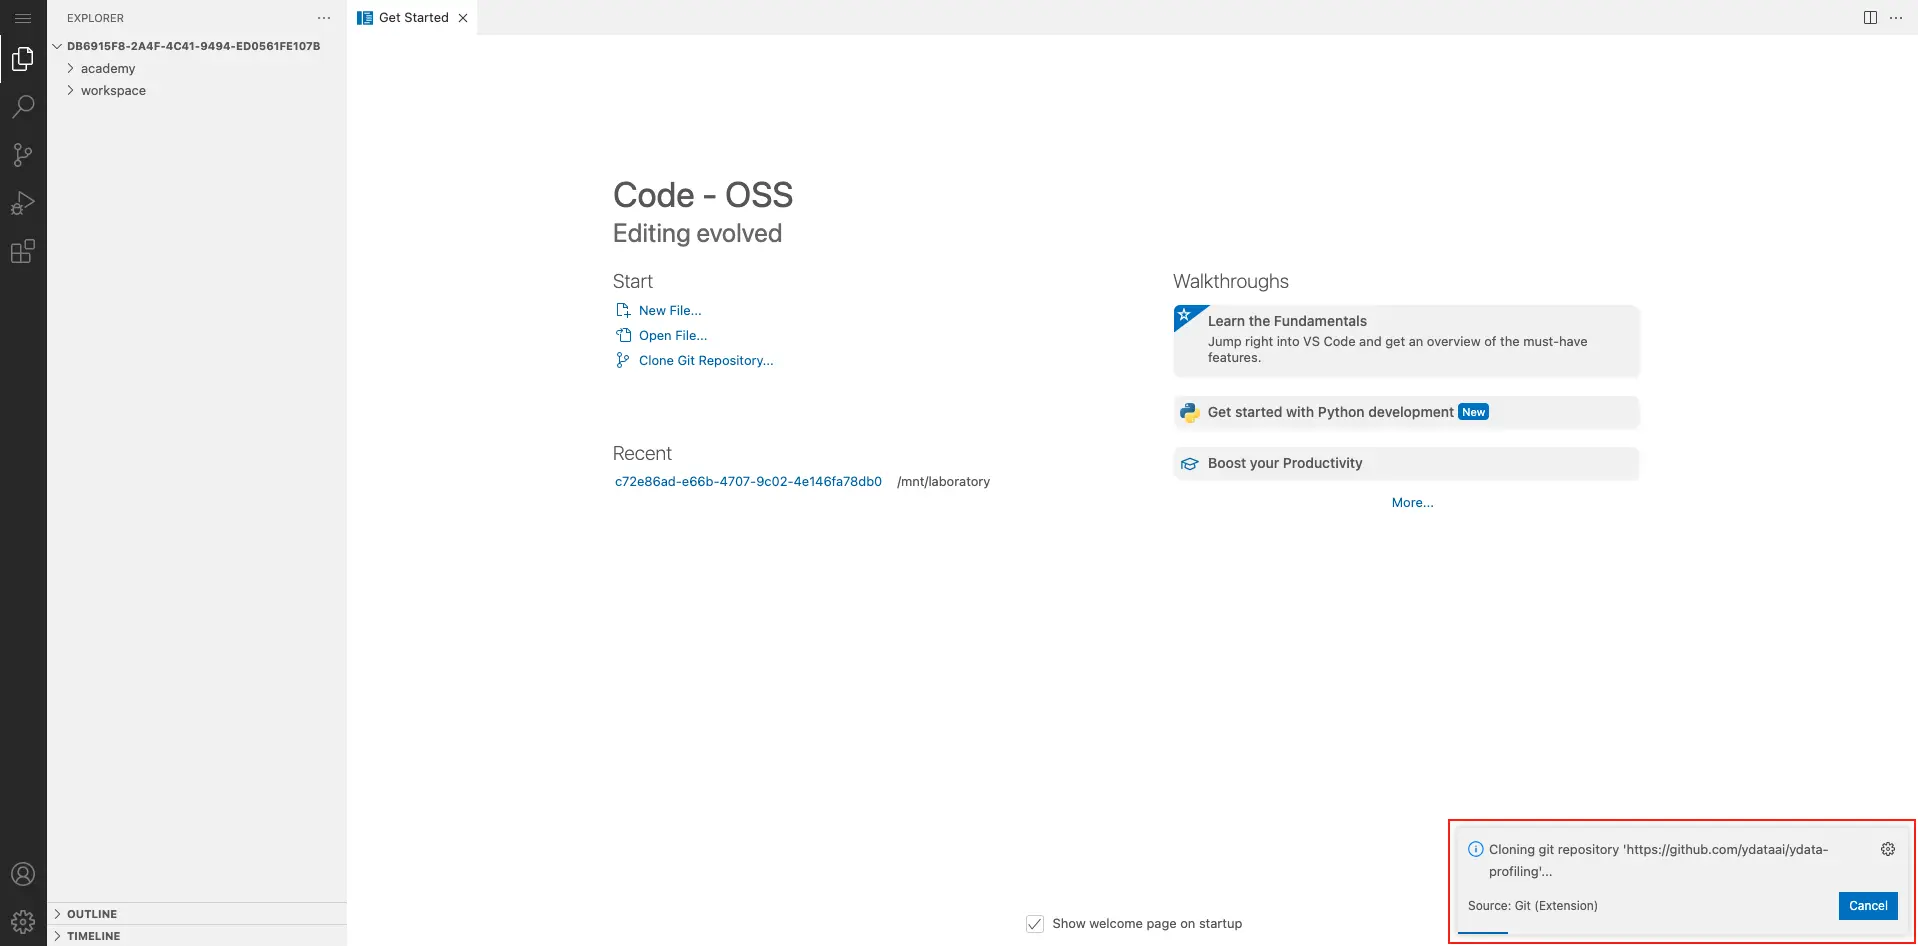 EXPLORER
Get Started
DB6915F8-2A4F-4C41-9494-ED0561FE107B
academy
workspace
Code - OSS
Editing evolved
Start
New File...
Open File...
Clone Git Repository...
Recent
c72e86ad-e66b-4707-9c02-4e146fa78db0 /mnt/laboratory
Walkthroughs
Learn the Fundamentals
Jump right into VS Code and get an overview of the must-have
features.
Get started with Python development New
Boost your Productivity
More...
Cloning git repository 'https://github.com/ydataai/ydata-
profiling'...
Source: Git (Extension)
Cancel
Show welcome page on startup
OUTLINE
TIMELINE